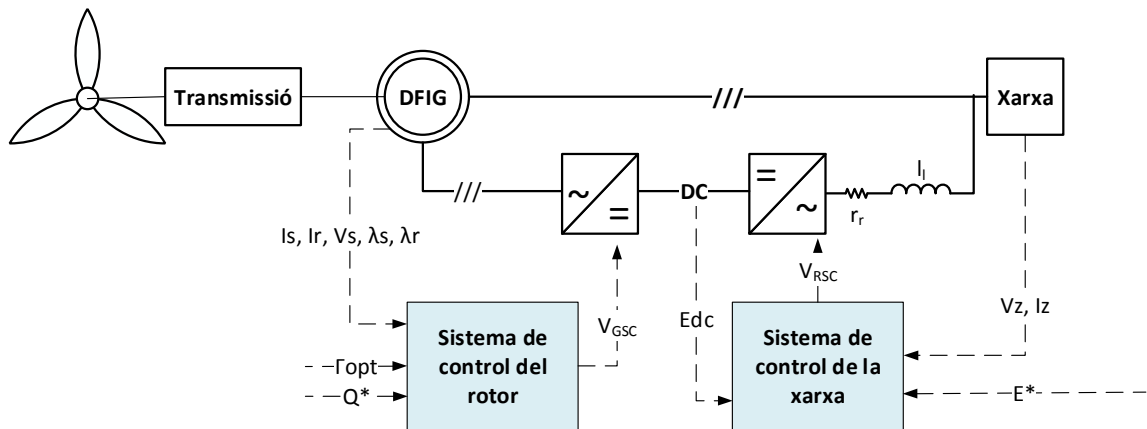 Transmissió
DFIG
///
Xarxa
///
~
=
DC
=
~
rr
ll
Is, Ir, Vs, λs, λr
VGSC
Edc
VRSC
Vz, Iz
Sistema de
control del
rotor
Sistema de
control de la
xarxa
Γopt
Q*
E*